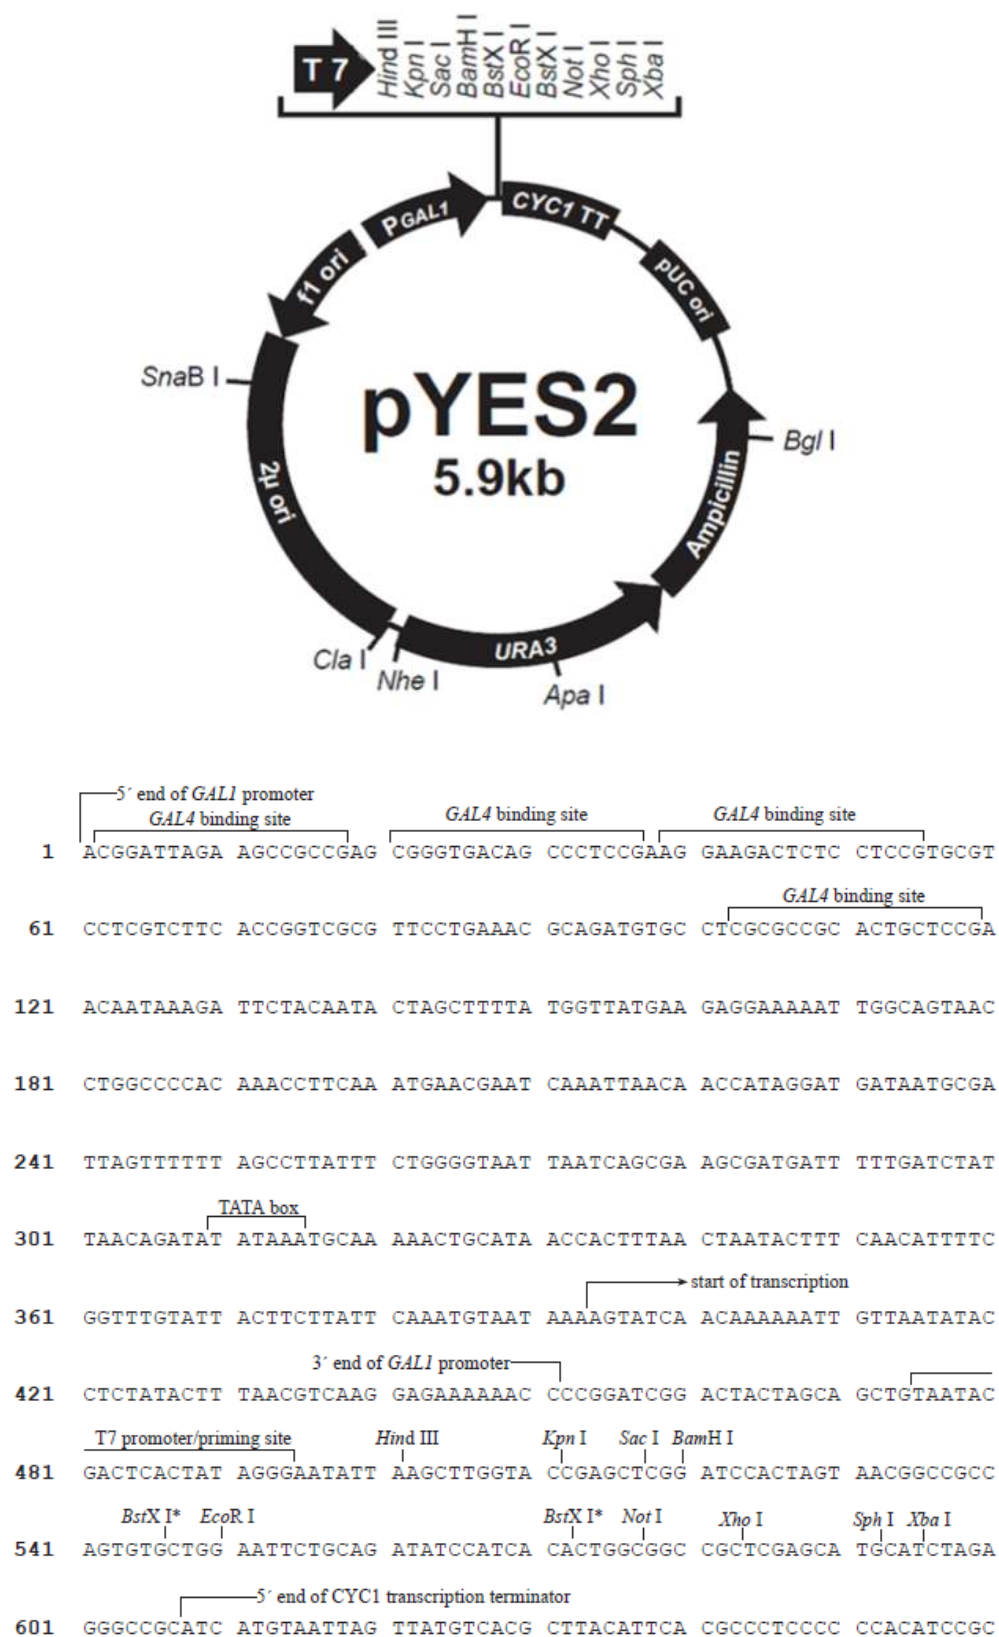 T 7
Hind III
Kpn I
Sac I
BamH I
BstX I
EcoR I
BstX I
Not I
Xho I
Sph I
Xba I
PGAL1
CYC1 TT
f1 ori
pUC ori
SnaB I
pYES2
5.9kb
Bgl I
2µ ori
Ampicillin
Cla I
Nhe I
URA3
Apa I
5´ end of GAL1 promoter
GAL4 binding site GAL4 binding site GAL4 binding site
1 ACGGATTAGA AGCCGCCGAG CGGGTGACAG CCCTCCGAAG GAAGACTCTC CTCCGTGCGT
GAL4 binding site
61 CCTCGTCTTC ACCGGTCGCG TTCCTGAAAC GCAGATGTGC CTCGCGCCGC ACTGCTCCGA
121 ACAATAAAGA TTCTACAATA CTAGCTTTTA TGGTTATGAA GAGGAAAAAT TGGCAGTAAC
181 CTGGCCCCAC AAACCTTCAA ATGAACGAAT CAAATTAACA ACCATAGGAT GATAATGCGA
241 TTAGTTTTTT AGCCTTATTT CTGGGGTAAT TAATCAGCGA AGCGATGATT TTTGATCTAT
TATA box
301 TAACAGATAT ATAAATGCAA AAACTGCATA ACCACTTTAA CTAATACTTT CAACATTTTC
start of transcription
361 GGTTTGTATT ACTTCTTATT CAAATGTAAT AAAAGTATCA ACAAAAAATT GTTAATATAC
3´ end of GAL1 promoter
421 CTCTATACTT TAACGTCAAG GAGAAAAAAC CCCGGATCGG ACTACTAGCA GCTGTAATAC
T7 promoter/priming site Hind III Kpn I Sac I BamH I
481 GACTCACTAT AGGGAATATT AAGCTTGGTA CCGAGCTCGG ATCCACTAGT AACGGCCGCC
BstX I* EcoR I BstX I* Not I Xho I Sph I Xba I
541 AGTGTGCTGG AATTCTGCAG ATATCCATCA CACTGGCGGC CGCTCGAGCA TGCATCTAGA
5´ end of CYC1 transcription terminator
601 GGGCCGCATC ATGTAATTAG TTATGTCACG CTTACATTCA CGCCCTCCCC CCACATCCGC